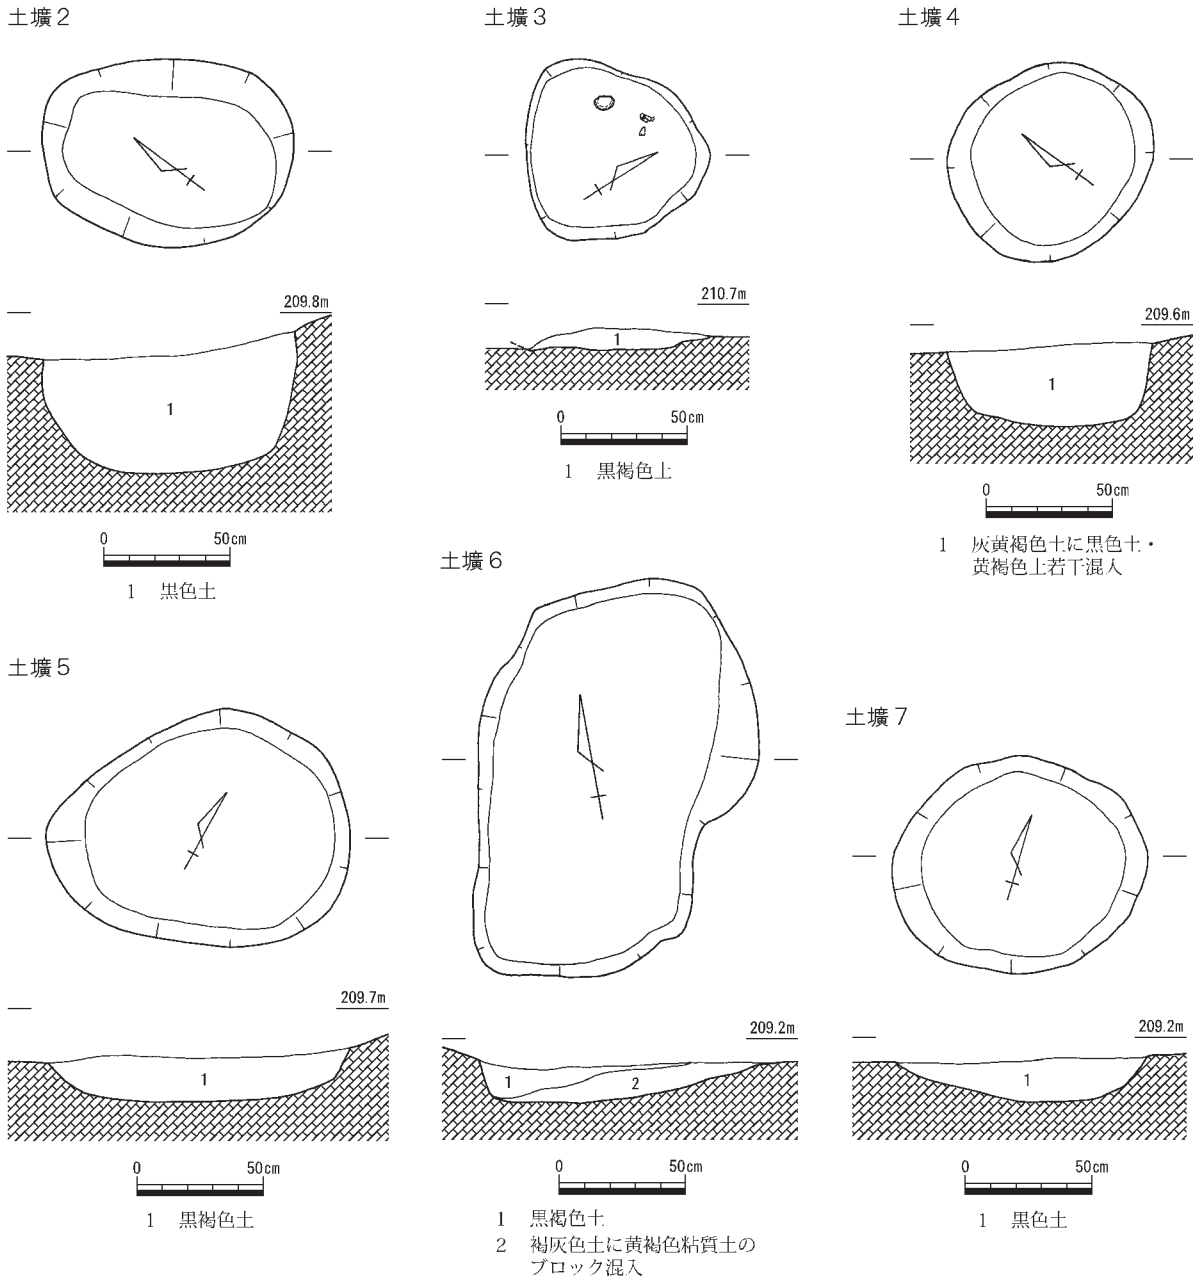 土壙2
土壙3
土壙4
209.8m
1
0 50cm
1 黒色土
210.7m
1
0 50cm
1 黒褐色土
209.6m
1
0 50cm
1 灰黄褐色土に黒色土・
黄褐色土若干混入
土壙5
209.7m
1
0 50cm
1 黒褐色土
土壙6
209.2m
1
2
0 50cm
1 黒褐色土
2 褐灰色土に黄褐色粘質土の
ブロック混入
土壙7
209.2m
1
0 50cm
1 黒色土